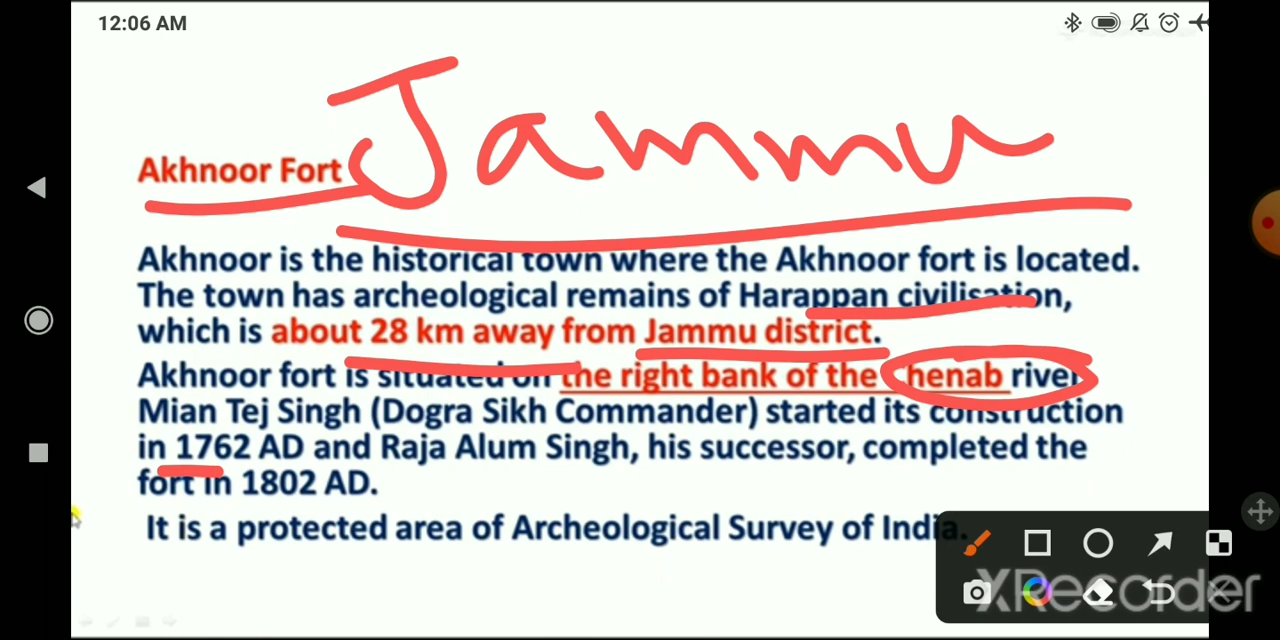 12:06 AM
Jammu
Akhnoor Fort
Akhnoor is the historical town where the Akhnoor fort is located.
The town has archeological remains of Harappan civilisation,
which is about 28 km away from Jammu district.
Akhnoor fort is situated on the right bank of the Chenab river
Mian Tej Singh (Dogra Sikh Commander) started its construction
in 1762 AD and Raja Alum Singh, his successor, completed the
fort in 1802 AD.
It is a protected area of Archeological Survey of India.
XRecorder